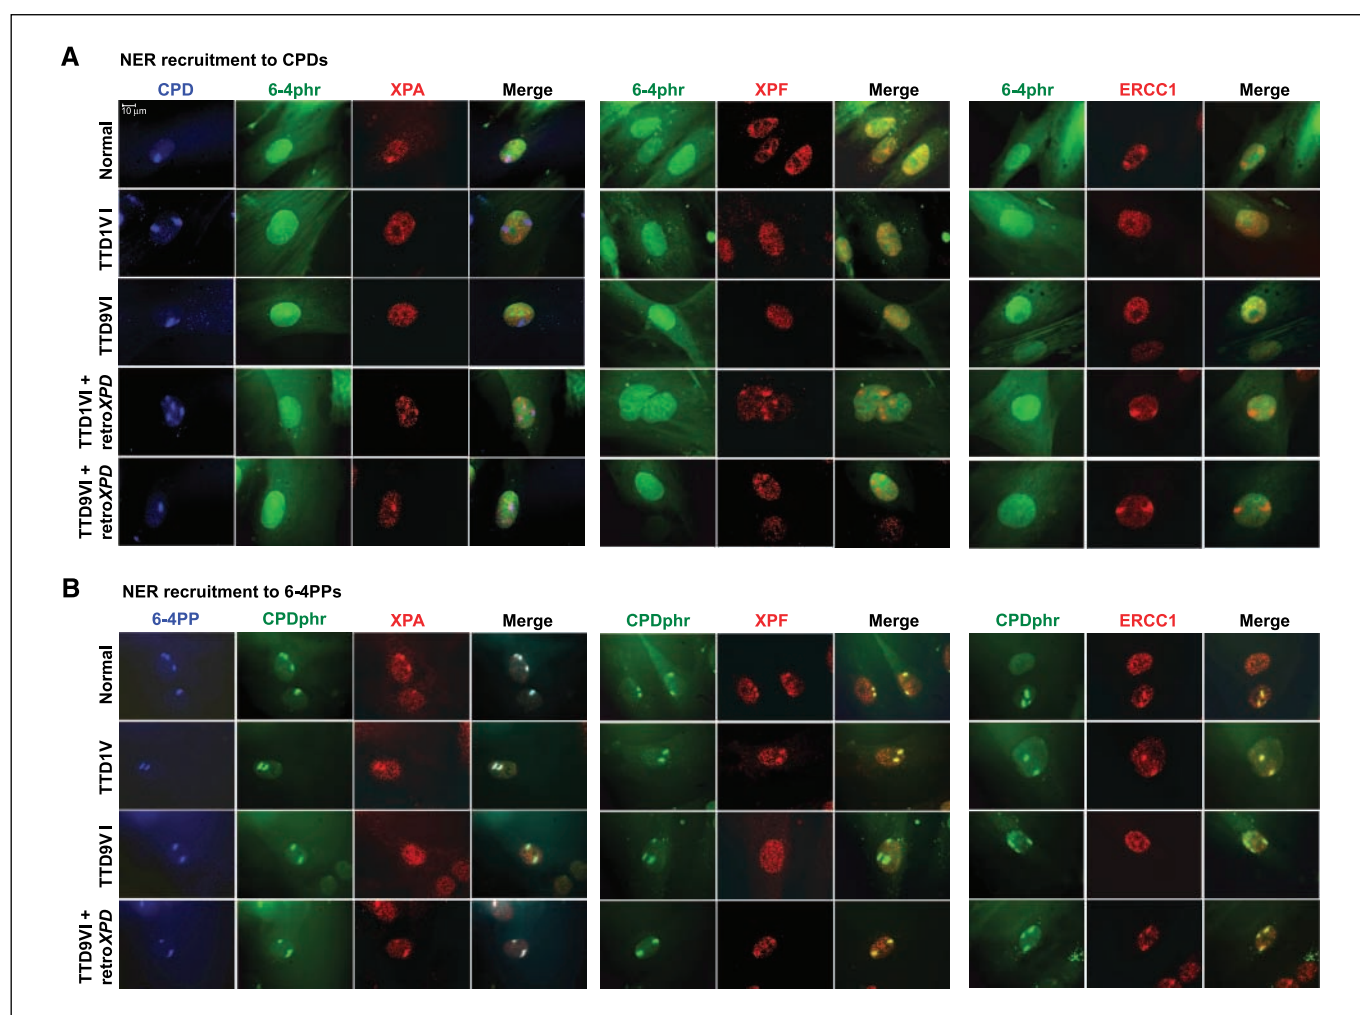 A NER recruitment to CPDs
CPD 6-4phr XPA Merge 6-4phr XPF Merge 6-4phr ERCC1 Merge
10 μm
Normal
TTD1VI
TTD9VI
TTD1VI +
retroXPD
TTD9VI +
retroXPD
B NER recruitment to 6-4PPs
6-4PP CPDphr XPA Merge CPDphr XPF Merge CPDphr ERCC1 Merge
Normal
TTD1V
TTD9VI
TTD9VI +
retroXPD